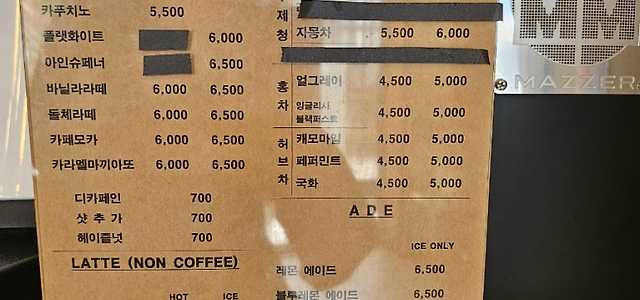 카푸치노 5,500
플랫화이트 6,000
아인슈페너 6,500
바닐라라떼 6,000 6,500
돌체라떼 6,000 6,500
카페모카 6,000 6,500
카라멜마끼아또 6,000 6,500
디카페인 700
샷 추 가 700
헤이즐넛 700
LATTE (NON COFFEE)
HOT ICE
제
청
자몽차 5,500 6,000
홍
차
얼그레이 4,500 5,000
잉글리시
블랙퍼스트 4,500 5,000
허
브
차
캐모마일 4,500 5,000
페퍼민트 4,500 5,000
국화 4,500 5,000
ADE
ICE ONLY
레몬 에이드 6,500
블루레몬 에이드 6,500
MAZZER